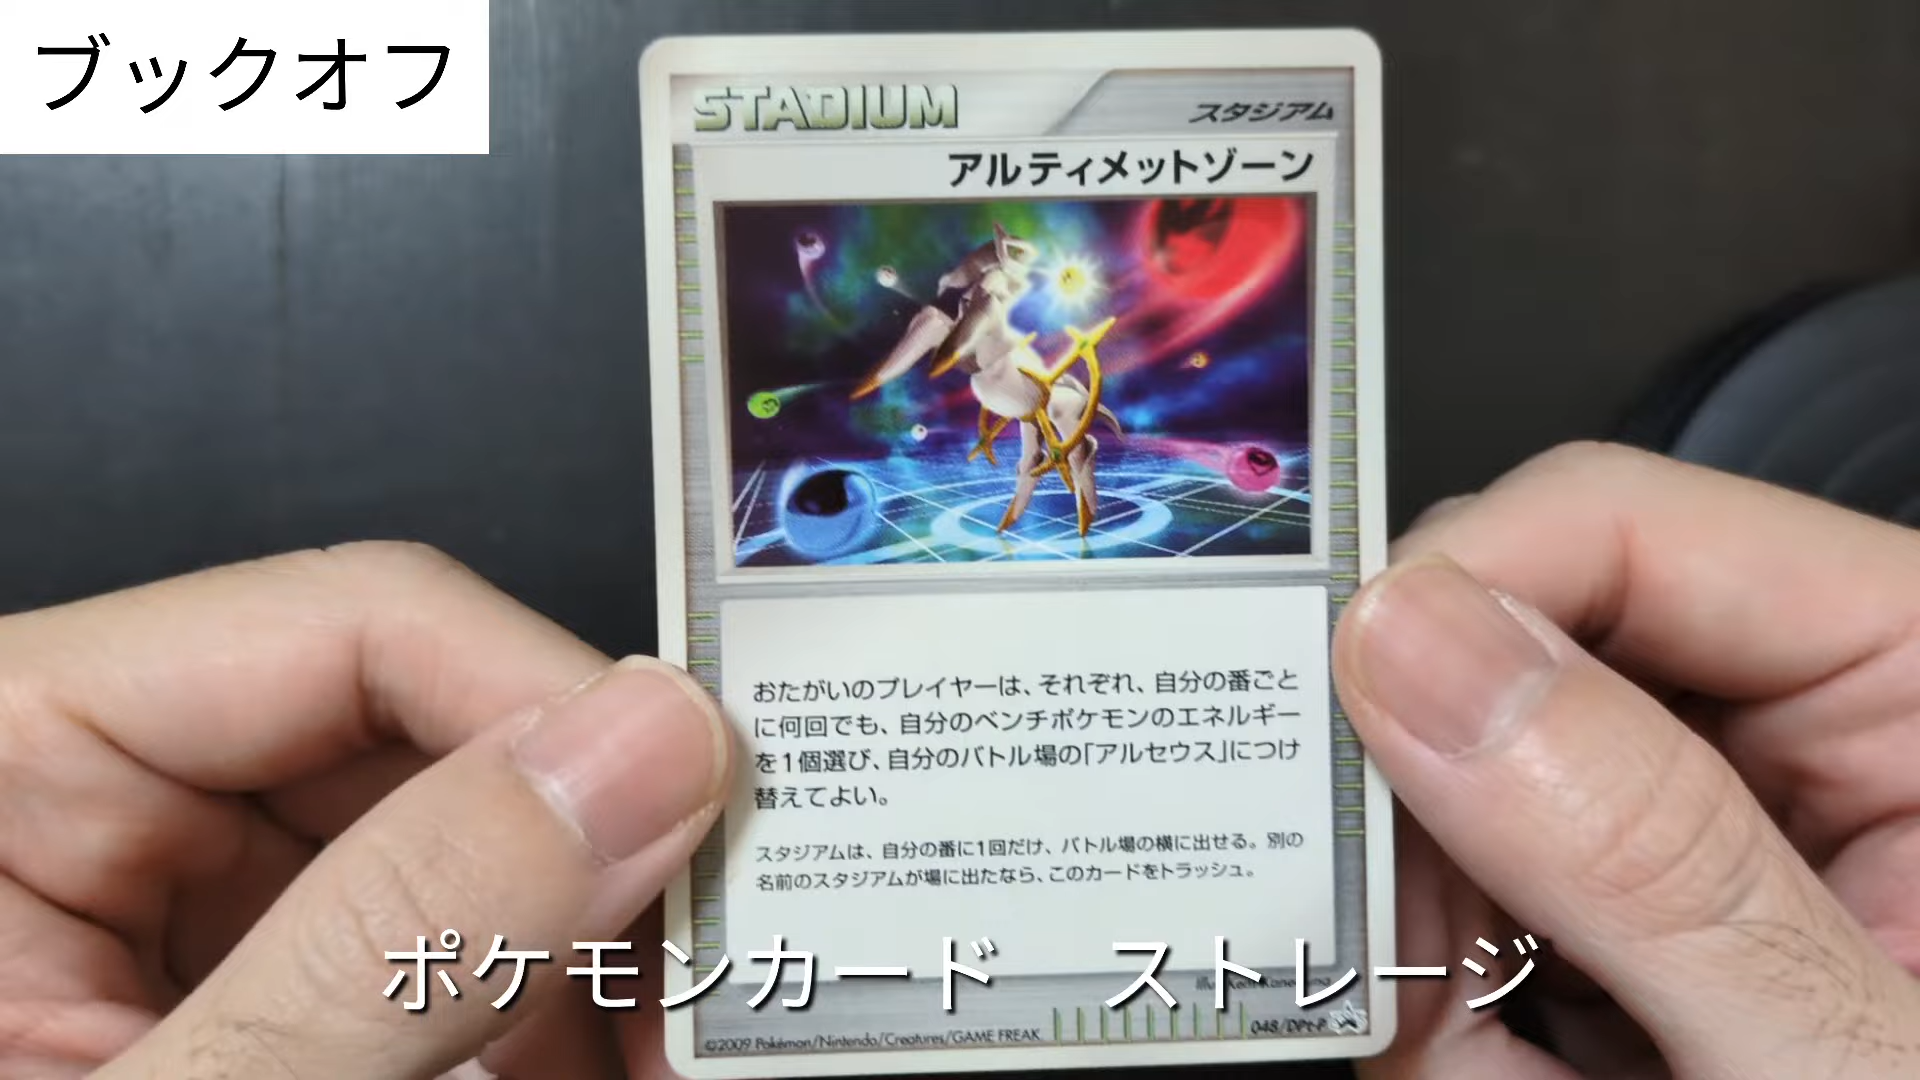 ブックオフ
STADIUM
スタジアム
アルティメットゾーン
おたがいのプレイヤーは、それぞれ、自分の番ごと
に何回でも、自分のベンチポケモンのエネルギー
を1個選び、自分のバトル場の「アルセウス」につけ
替えてよい。
スタジアムは、自分の番に1回だけ、バトル場の横に出せる。別の
名前のスタジアムが場に出たなら、このカードをトラッシュ。
ポケモンカード ストレージ
©2009 Pokémon/Nintendo/Creatures/GAME FREAK
048/DPt-P